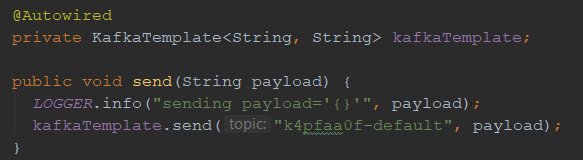 @Autowired
private KafkaTemplate<String, String> kafkaTemplate;
public void send(String payload) {
LOGGER.info("sending payload='{}'", payload);
kafkaTemplate.send( topic: "k4pfaa0f-default", payload);
}